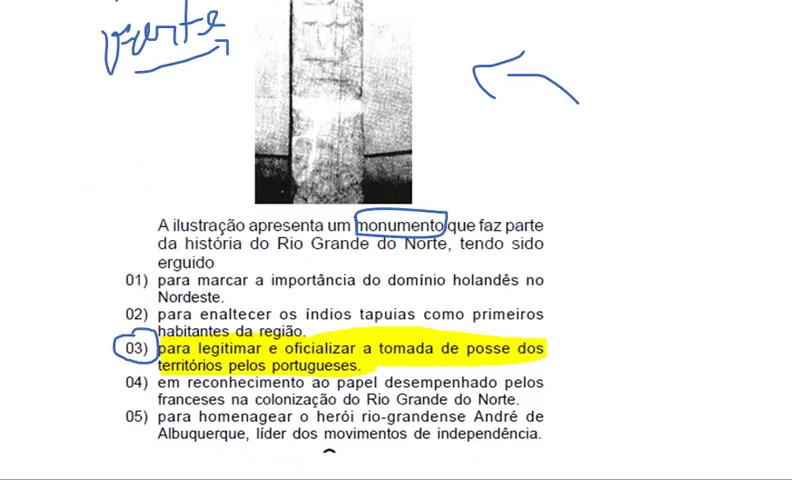 A ilustração apresenta um monumento que faz parte
da história do Rio Grande do Norte, tendo sido
erguido
01) para marcar a importância do domínio holandês no
Nordeste.
02) para enaltecer os índios tapuias como primeiros
habitantes da região.
03) para legitimar e oficializar a tomada de posse dos
territórios pelos portugueses.
04) em reconhecimento ao papel desempenhado pelos
franceses na colonização do Rio Grande do Norte.
05) para homenagear o herói rio-grandense André de
Albuquerque, líder dos movimentos de independência.